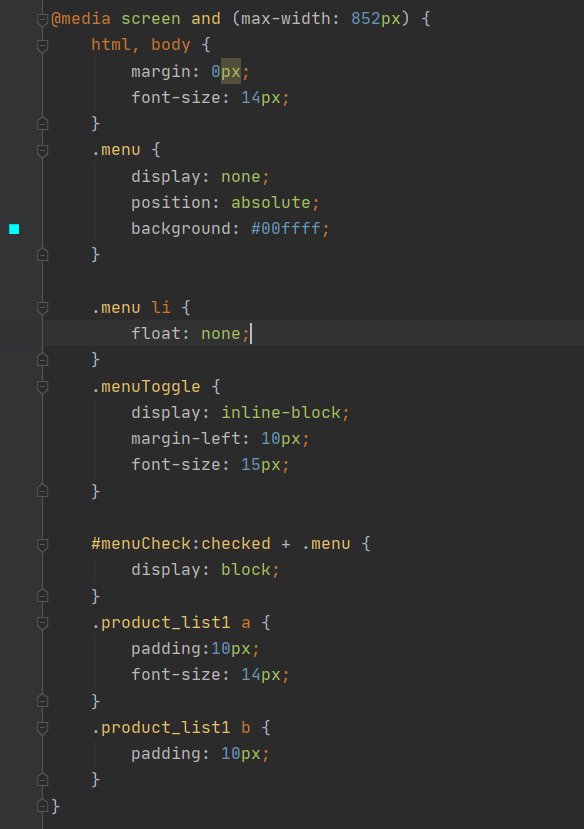 @media screen and (max-width: 852px) {
    html, body {
        margin: 0px;
        font-size: 14px;
    }
    .menu {
        display: none;
        position: absolute;
        background: #00ffff;
    }

    .menu li {
        float: none;
    }
    .menuToggle {
        display: inline-block;
        margin-left: 10px;
        font-size: 15px;
    }

    #menuCheck:checked + .menu {
        display: block;
    }
    .product_list1 a {
        padding:10px;
        font-size: 14px;
    }
    .product_list1 b {
        padding: 10px;
    }
}